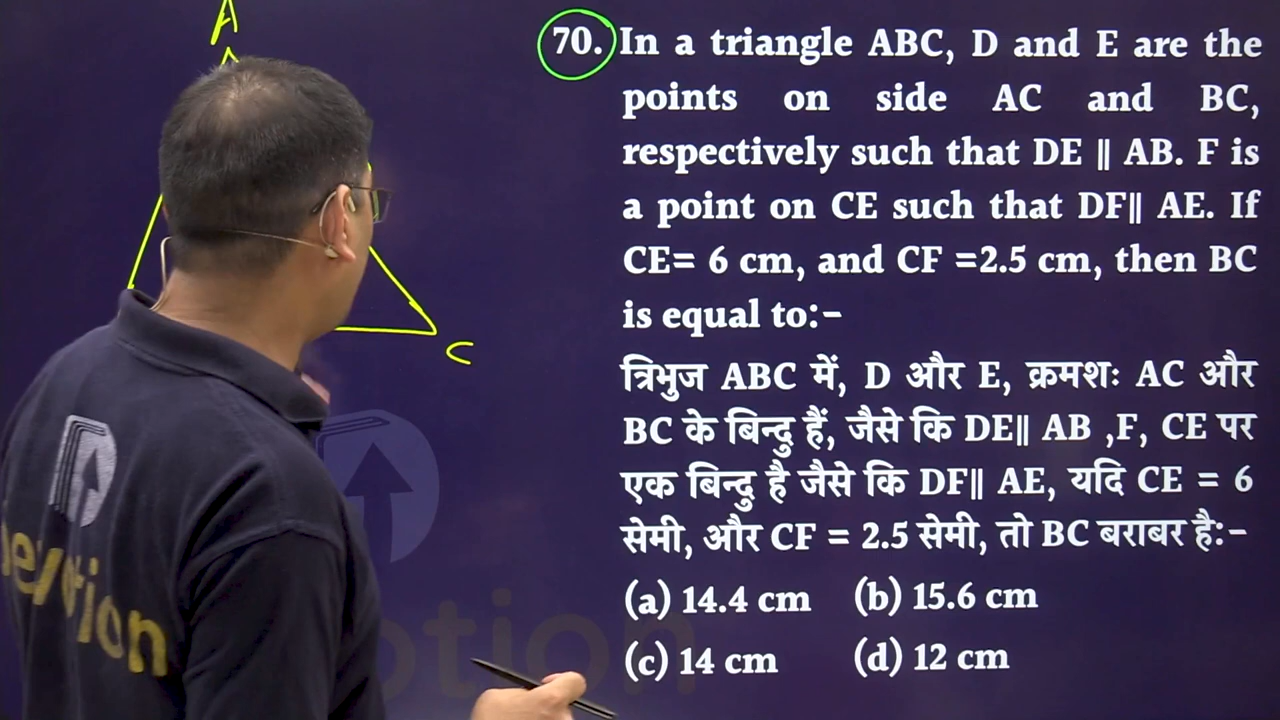 A
C
70. In a triangle ABC, D and E are the
points on side AC and BC,
respectively such that DE || AB. F is
a point on CE such that DF|| AE. If
CE= 6 cm, and CF =2.5 cm, then BC
is equal to:-
त्रिभुज ABC में, D और E, क्रमशः AC और
BC के बिन्दु हैं, जैसे कि DE|| AB ,F, CE पर
एक बिन्दु है जैसे कि DF|| AE, यदि CE = 6
सेमी, और CF = 2.5 सेमी, तो BC बराबर है:-
(a) 14.4 cm (b) 15.6 cm
(c) 14 cm (d) 12 cm